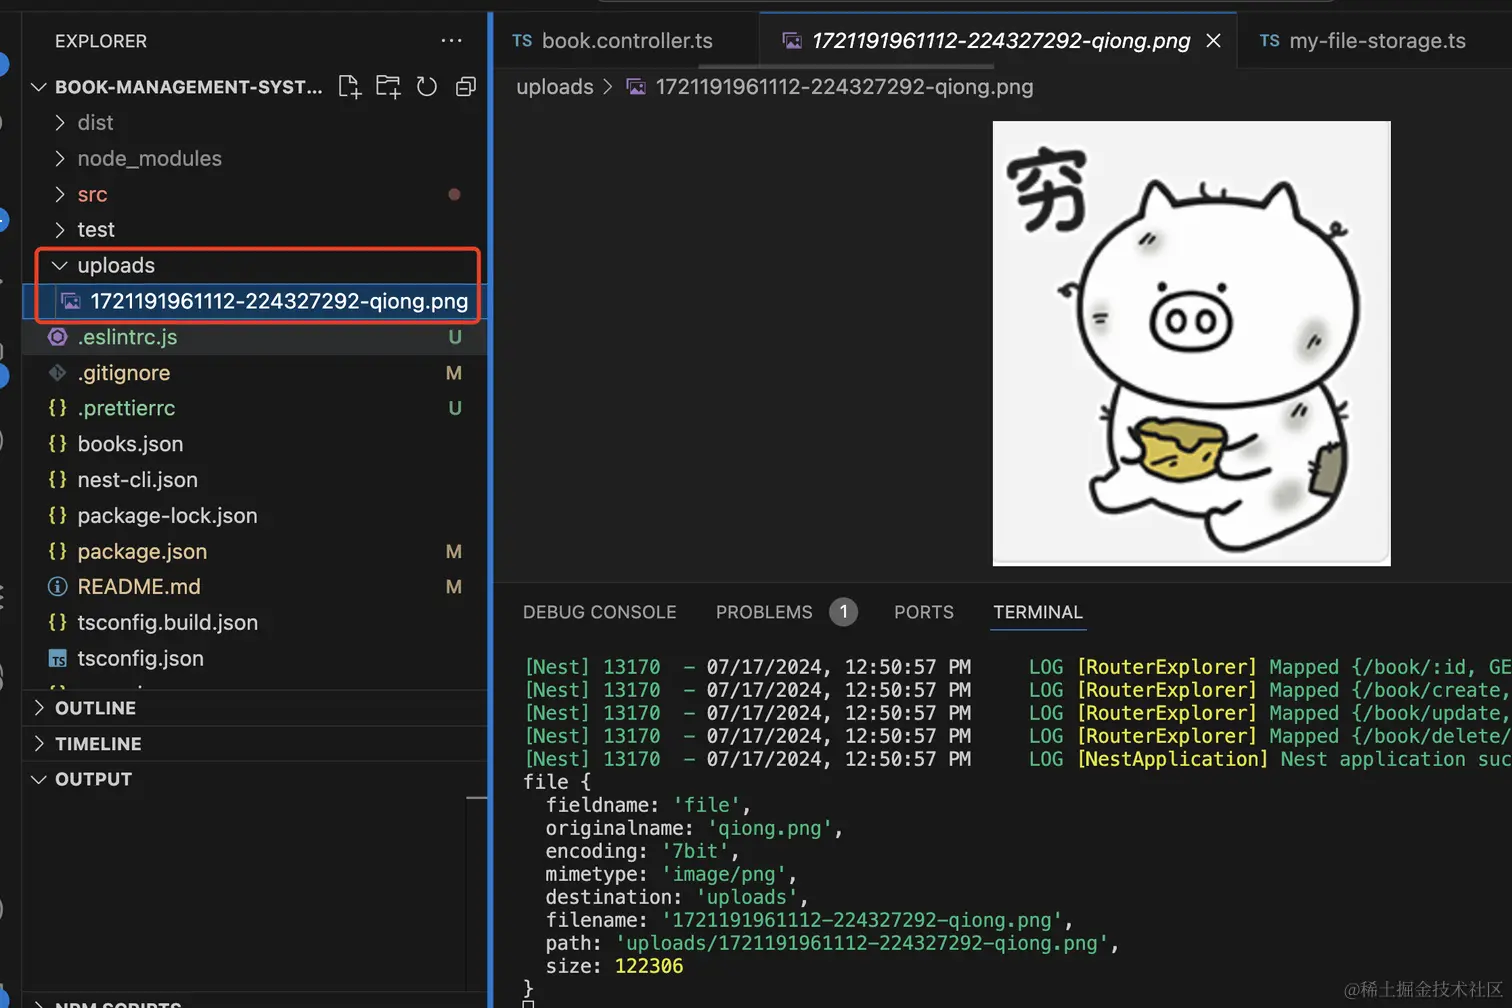 EXPLORER
BOOK-MANAGEMENT-SYST...
dist
node_modules
src
test
uploads
1721191961112-224327292-qiong.png
.eslintrc.js U
.gitignore M
.prettierrc U
books.json
nest-cli.json
package-lock.json
package.json M
README.md M
tsconfig.build.json
TS tsconfig.json
OUTLINE
TIMELINE
OUTPUT
NPM SCRIPTS
TS book.controller.ts
1721191961112-224327292-qiong.png
TS my-file-storage.ts
uploads > 1721191961112-224327292-qiong.png
穷
DEBUG CONSOLE PROBLEMS 1 PORTS TERMINAL
[Nest] 13170 - 07/17/2024, 12:50:57 PM LOG [RouterExplorer] Mapped {/book/:id, GE
[Nest] 13170 - 07/17/2024, 12:50:57 PM LOG [RouterExplorer] Mapped {/book/create,
[Nest] 13170 - 07/17/2024, 12:50:57 PM LOG [RouterExplorer] Mapped {/book/update,
[Nest] 13170 - 07/17/2024, 12:50:57 PM LOG [RouterExplorer] Mapped {/book/delete/
[Nest] 13170 - 07/17/2024, 12:50:57 PM LOG [NestApplication] Nest application suc
file {
fieldname: 'file',
originalname: 'qiong.png',
encoding: '7bit',
mimetype: 'image/png',
destination: 'uploads',
filename: '1721191961112-224327292-qiong.png',
path: 'uploads/1721191961112-224327292-qiong.png',
size: 122306
}
@稀土掘金技术社区